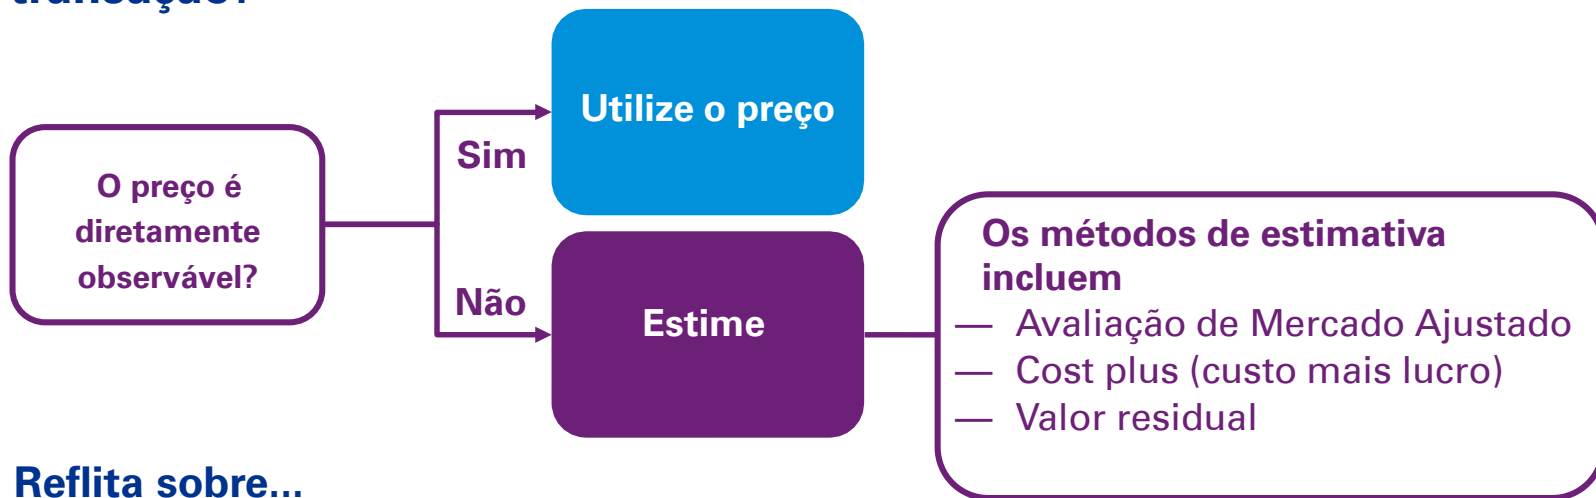 transação?
Utilize o preço
Sim
O preço é
diretamente
observável?
Não
Estime
Os métodos de estimativa
incluem
— Avaliação de Mercado Ajustado
— Cost plus (custo mais lucro)
— Valor residual
Reflita sobre...